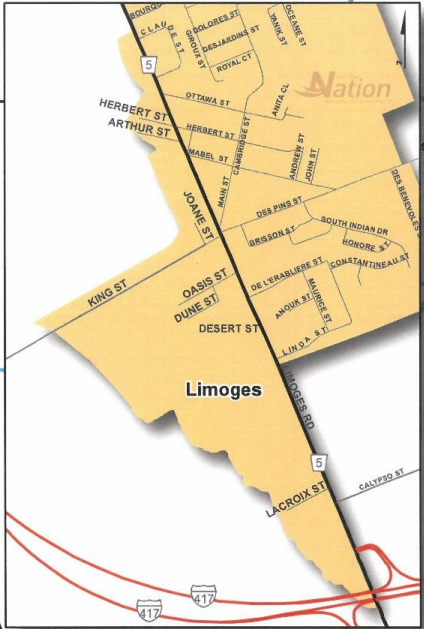 BOURQU
CLAUDE ST
GIROUX ST
DOLORES ST
DESJARDINS ST
ROYAL CT
YANIK ST
OCEANE ST
N
5
Nation
OTTAWA ST
ANITA CL
HERBERT ST
ARTHUR ST
HERBERT ST
MABEL ST
CAMBRIDGE ST
MAIN ST
ANDREW ST
JOHN ST
JOANE ST
DES PINS ST
DES BENEVOLES S
SOUTH INDIAN DR
BRISSON ST
HONORE ST
CONSTANTINEAU ST
KING ST
OASIS ST
DUNE ST
DE L'ERABLIERE ST
ANOUK ST
MAURICE ST
DESERT ST
LINDA ST
Limoges
LIMOGES RD
5
CALYPSO ST
LACROIX ST
417
417